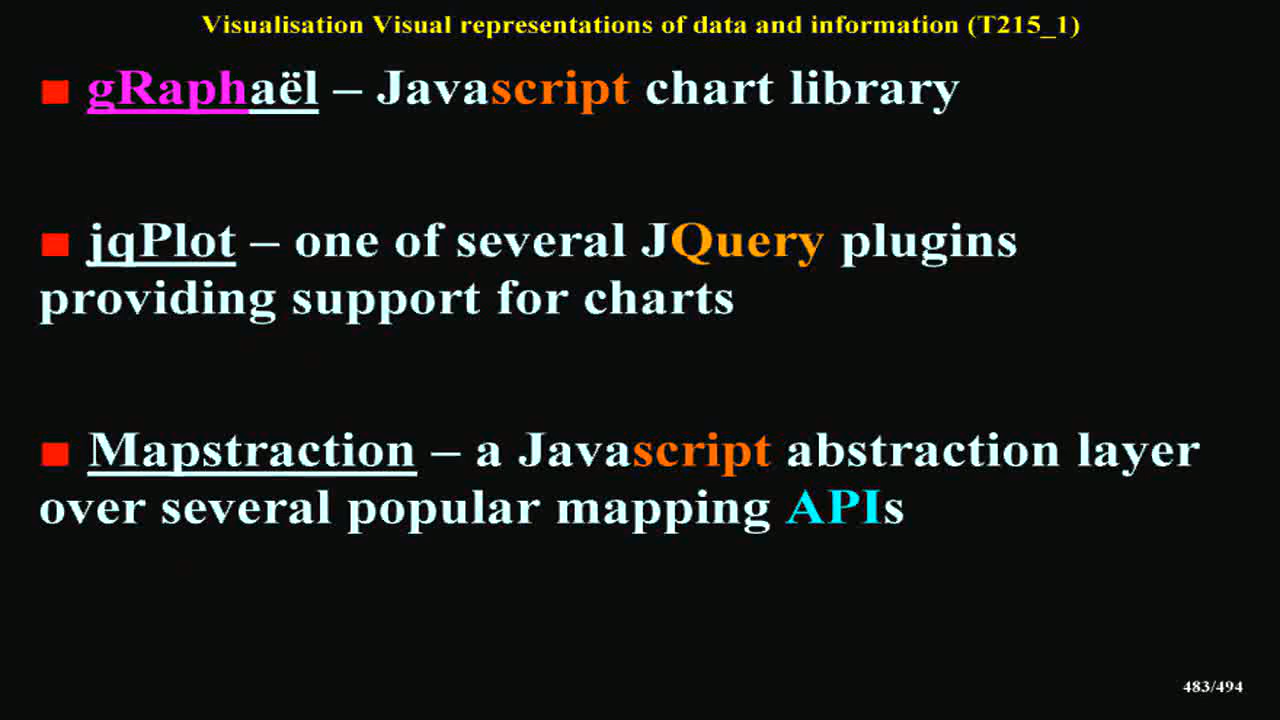 Visualisation Visual representations of data and information (T215_1)
■ gRaphaël – Javascript chart library
■ jqPlot – one of several JQuery plugins
providing support for charts
■ Mapstraction – a Javascript abstraction layer
over several popular mapping APIs
483/494